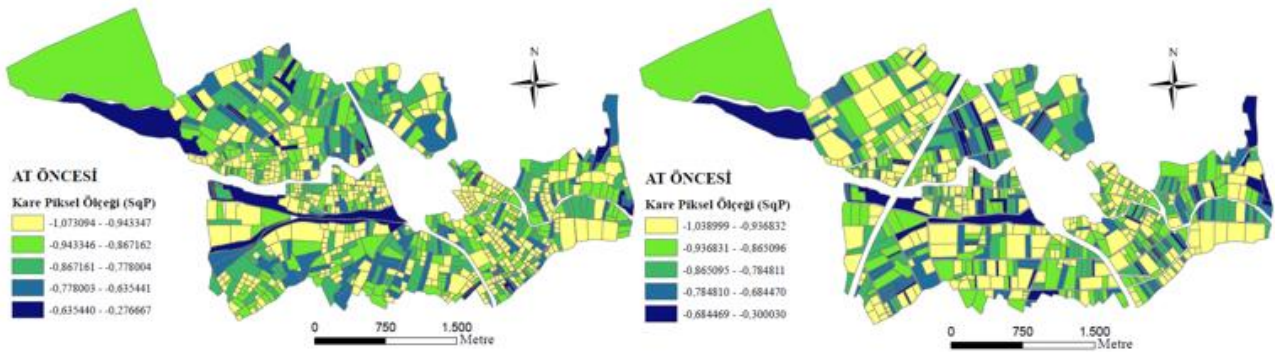 N
AT ÖNCESİ
Kare Piksel Ölçeği (SqP)
-1,073094 - -0,943347
-0,943346 - -0,867162
-0,867161 - -0,778004
-0,778003 - -0,635441
-0,635440 - -0,276667
0 750 1.500
Metre
N
AT ÖNCESİ
Kare Piksel Ölçeği (SqP)
-1,038999 - -0,936832
-0,936831 - -0,865096
-0,865095 - -0,784811
-0,784810 - -0,684470
-0,684469 - -0,300030
0 750 1.500
Metre